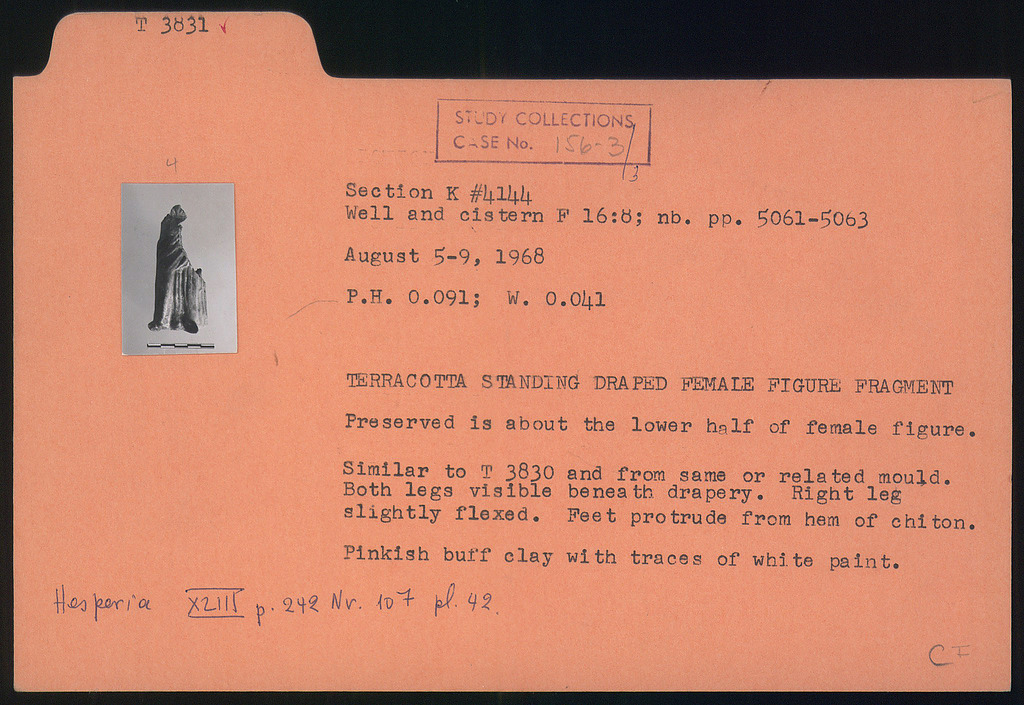 T 3831 ✓
STUDY COLLECTIONS
CASE No. 156-3/3
4
Section K #4144
Well and cistern F 16:8; nb. pp. 5061-5063
August 5-9, 1968
P.H. 0.091; W. 0.041
TERRACOTTA STANDING DRAPED FEMALE FIGURE FRAGMENT
Preserved is about the lower half of female figure.
Similar to T 3830 and from same or related mould.
Both legs visible beneath drapery. Right leg
slightly flexed. Feet protrude from hem of chiton.
Pinkish buff clay with traces of white paint.
Hesperia p. 242 Nr. 107 pl. 42.
CF